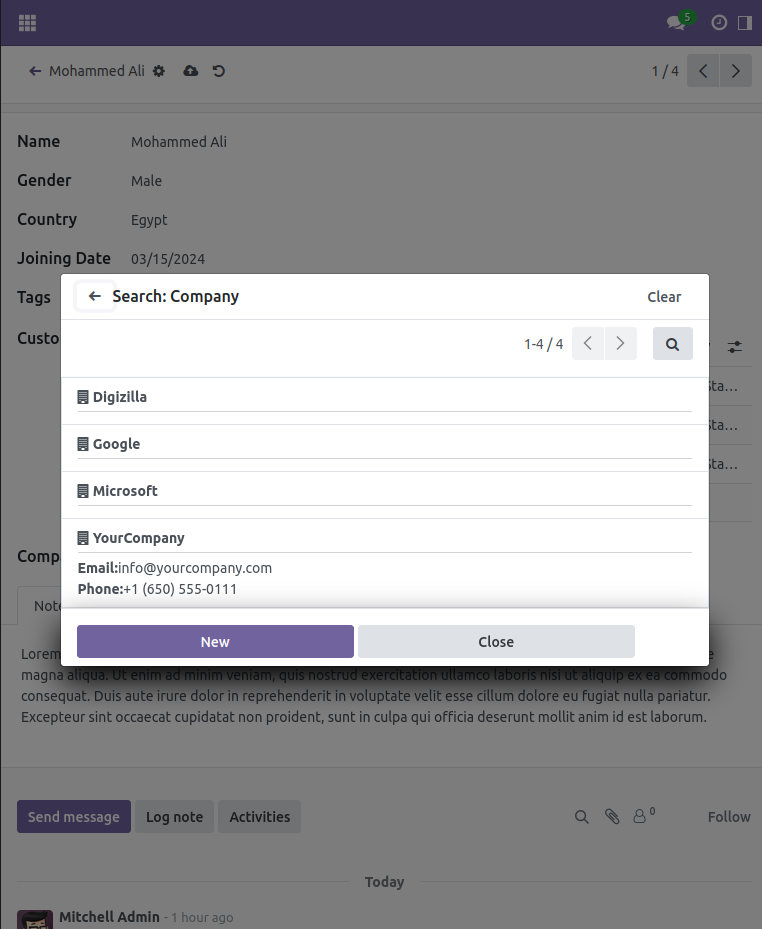 5
Mohammed Ali
1 / 4
Name Mohammed Ali
Gender Male
Country Egypt
Joining Date 03/15/2024
Tags
Search: Company Clear
Custo
1-4 / 4
Digizilla
Sta...
Google
Sta...
Microsoft
Sta...
YourCompany
Comp
Email:info@yourcompany.com
Phone:+1 (650) 555-0111
Note
New Close
Lorem
magna aliqua. Ut enim ad minim veniam, quis nostrud exercitation ullamco laboris nisi ut aliquip ex ea commodo
consequat. Duis aute irure dolor in reprehenderit in voluptate velit esse cillum dolore eu fugiat nulla pariatur.
Excepteur sint occaecat cupidatat non proident, sunt in culpa qui officia deserunt mollit anim id est laborum.
Send message Log note Activities 0 Follow
Today
Mitchell Admin - 1 hour ago